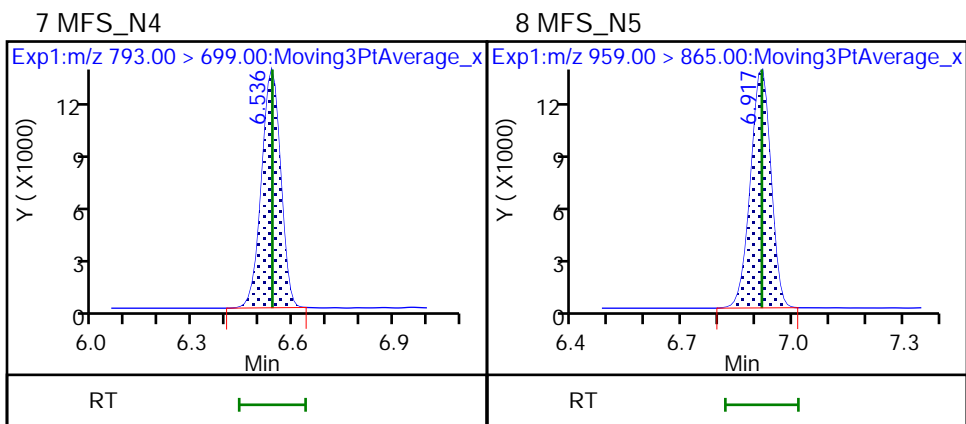 7 MFS_N4
8 MFS_N5
Exp1:m/z 793.00 > 699.00:Moving3PtAverage_x
Exp1:m/z 959.00 > 865.00:Moving3PtAverage_x
6.536
6.917
Y ( X1000)
12
9
6
3
0
6.0 6.3 6.6 6.9
Min
Y ( X1000)
12
9
6
3
0
6.4 6.7 7.0 7.3
Min
RT
RT